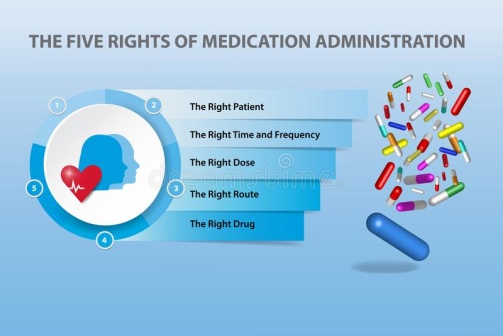 THE FIVE RIGHTS OF MEDICATION ADMINISTRATION
1
2
The Right Patient
The Right Time and Frequency
The Right Dose
dreamstime
5
3
The Right Route
The Right Drug
4